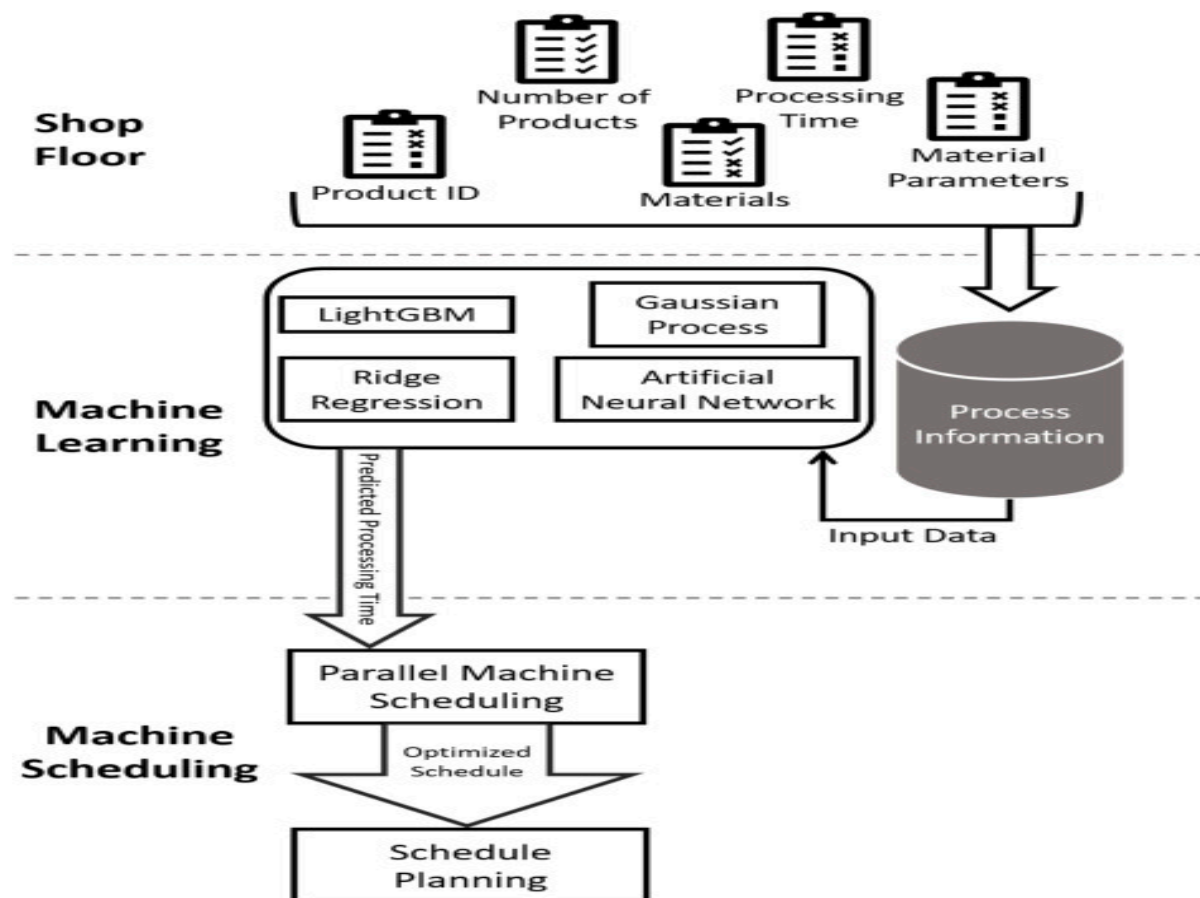 Number of
Products
Processing
Time
Shop
Floor
Product ID
Materials
Material
Parameters
LightGBM
Gaussian
Process
Ridge
Regression
Artificial
Neural Network
Machine
Learning
Process
Information
Input Data
Predicted Processing Time
Parallel Machine
Scheduling
Machine
Scheduling
Optimized
Schedule
Schedule
Planning